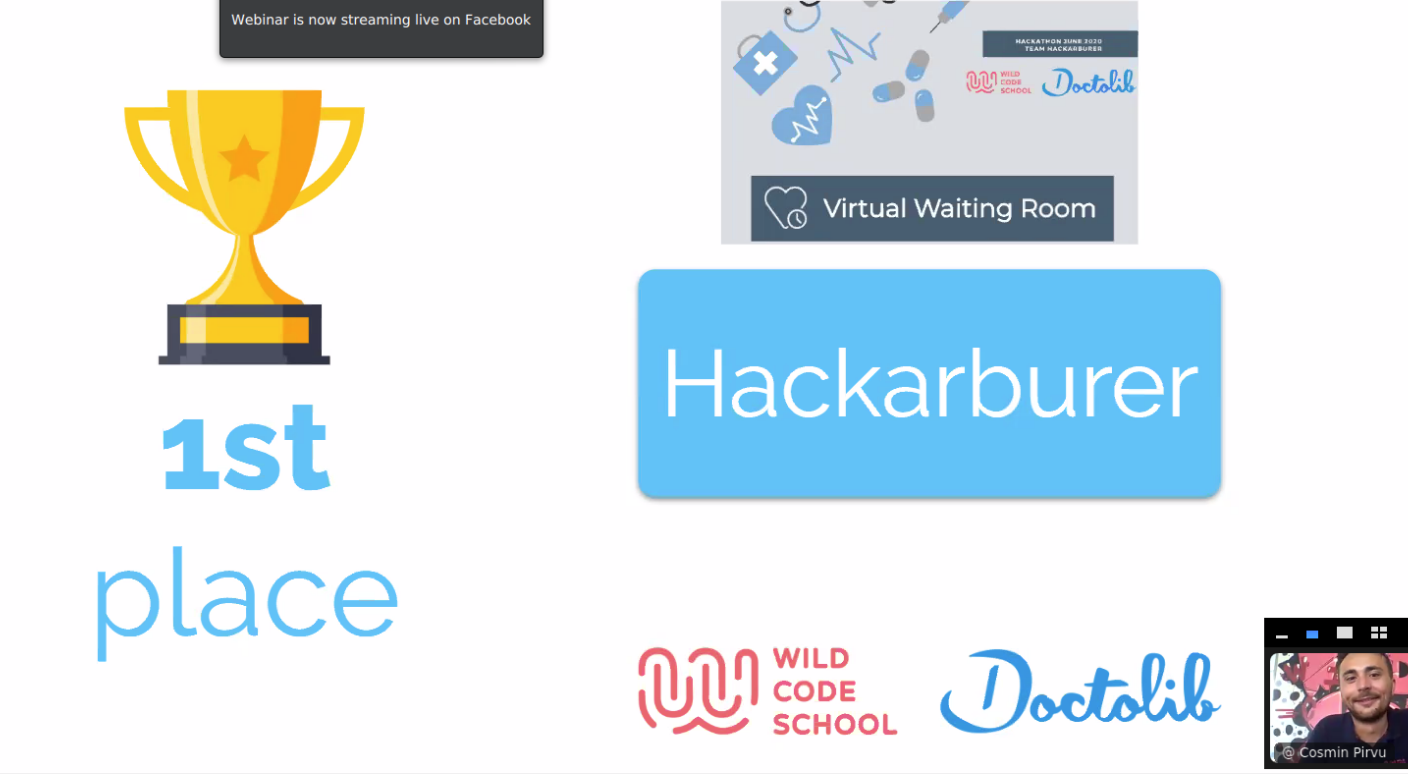 Webinar is now streaming live on Facebook
HACKATHON JUNE 2020
TEAM HACKARBURER
WILD
CODE
SCHOOL
Doctolib
Virtual Waiting Room
Hackarburer
1st
place
WILD
CODE
SCHOOL
Doctolib
@ Cosmin Pirvu